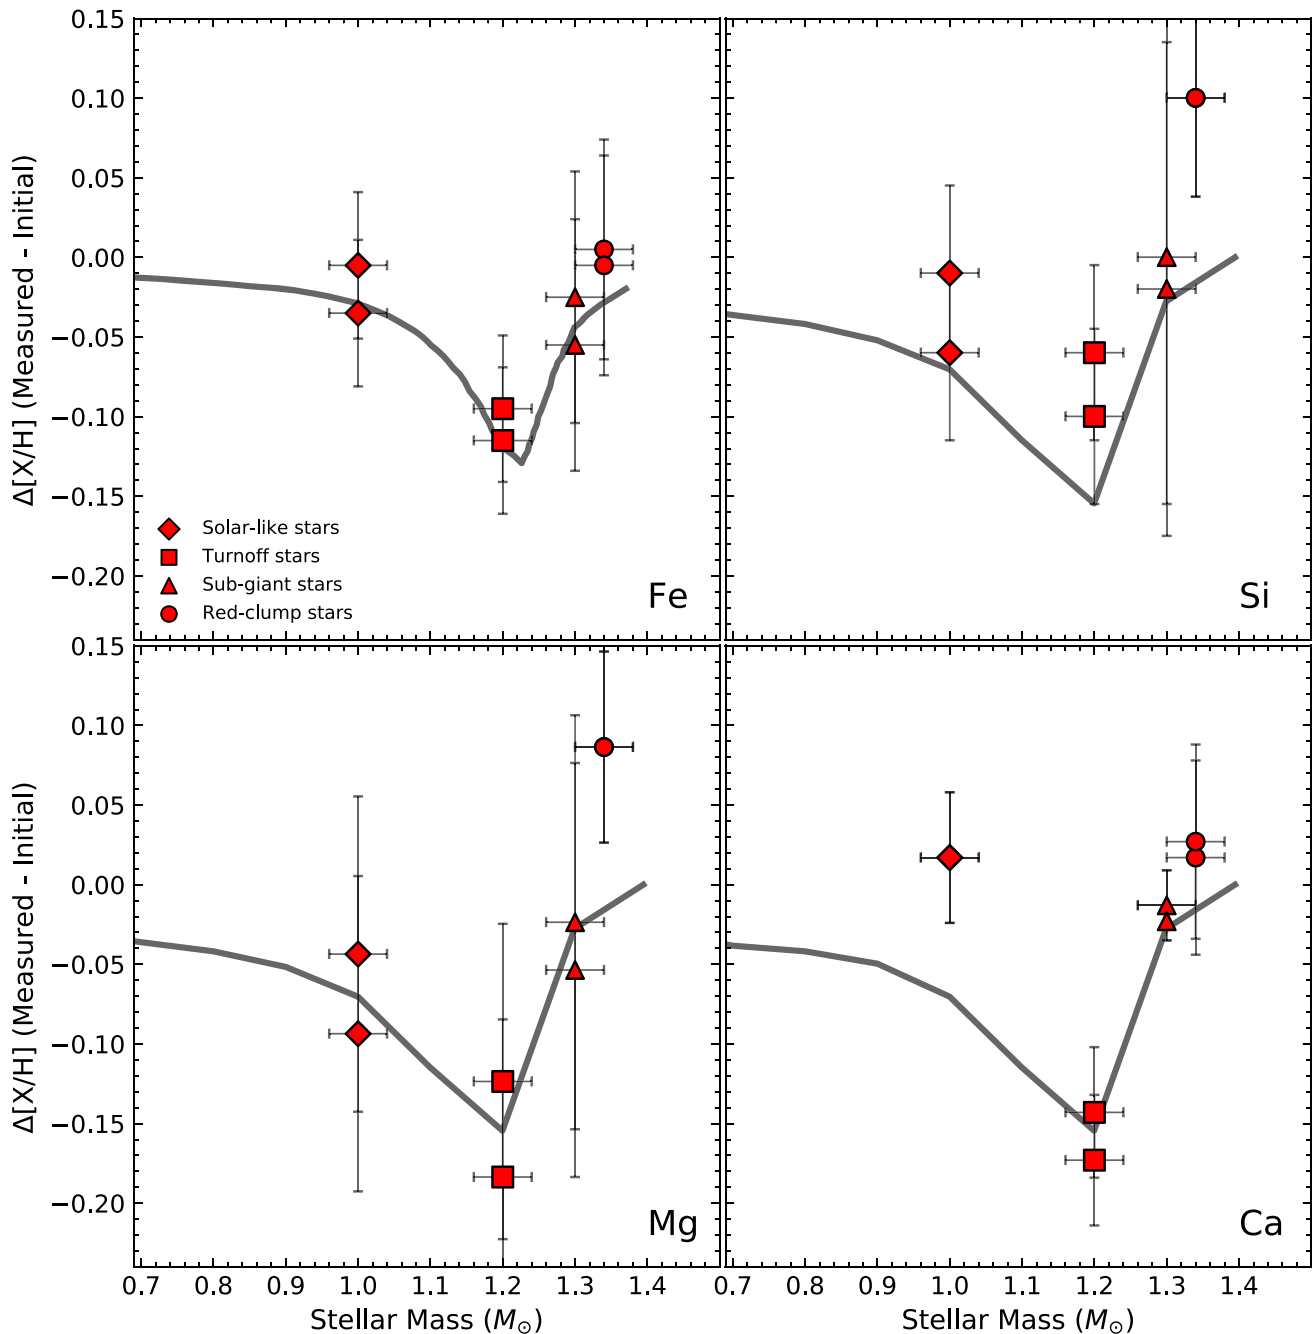 0.15
0.10
0.05
0.00
−0.05
−0.10
−0.15
−0.20
Δ[X/H] (Measured - Initial)
Solar-like stars
Turnoff stars
Sub-giant stars
Red-clump stars
Fe
Si
0.15
0.10
0.05
0.00
−0.05
−0.10
−0.15
−0.20
Δ[X/H] (Measured - Initial)
Mg
Ca
0.7 0.8 0.9 1.0 1.1 1.2 1.3 1.4
0.7 0.8 0.9 1.0 1.1 1.2 1.3 1.4
Stellar Mass (M⊙)
Stellar Mass (M⊙)